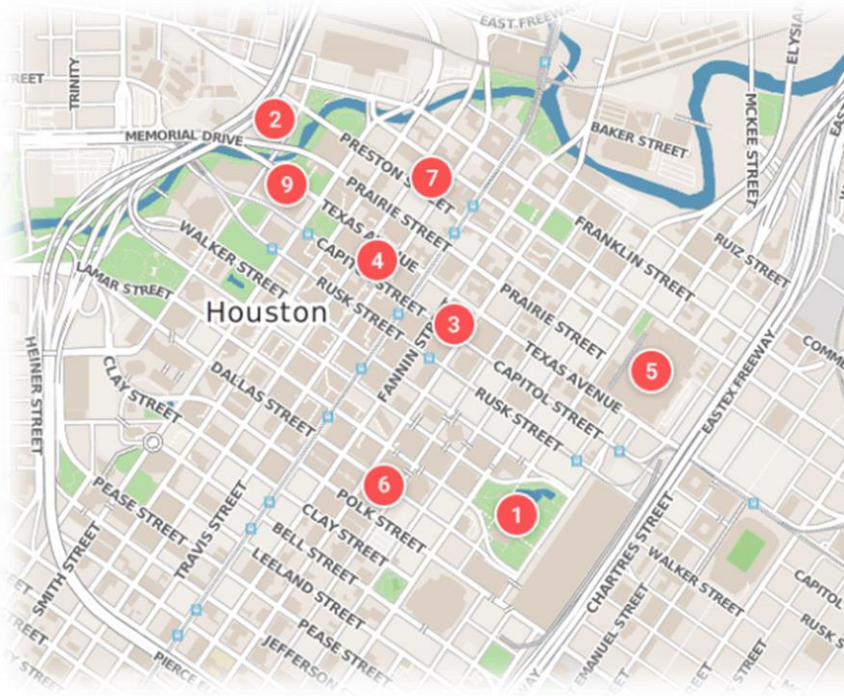 EAST FREEWAY
ELYSIAN
TRINITY
MCKEE STREET
2
MEMORIAL DRIVE
BAKER STREET
PRESTON STREET
7
9
PRAIRIE STREET
TEXAS AVENUE
WALKER STREET
CAPITOL STREET
FRANKLIN STREET
RUIZ STREET
4
LAMAR STREET
RUSK STREET
Houston
3
PRAIRIE STREET
FANNIN STREET
HEINER STREET
CLAY STREET
DALLAS STREET
TEXAS AVENUE
CAPITOL STREET
RUSK STREET
5
EASTEX FREEWAY
6
1
PEASE STREET
TRAVIS STREET
POLK STREET
CLAY STREET
BELL STREET
LEELAND STREET
SMITH STREET
CHARTRES STREET
WALKER STREET
CAPITOL
RUSK S
PEASE STREET
JEFFERSON
EMANUEL STREET
STREET
PIERCE E
WAY